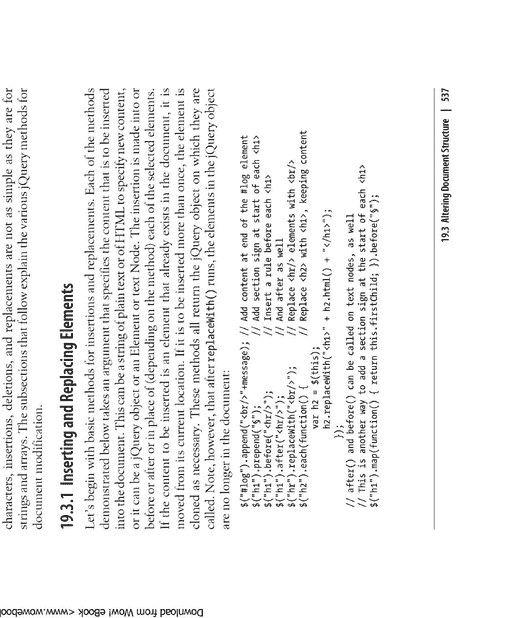 characters, insertions, deletions, and replacements are not as simple as they are for
strings and arrays. The subsections that follow explain the various jQuery methods for
document modification.
19.3.1 Inserting and Replacing Elements
Let's begin with basic methods for insertions and replacements. Each of the methods
demonstrated below takes an argument that specifies the content that is to be inserted
into the document. This can be a string of plain text or of HTML to specify new content,
or it can be a jQuery object or an Element or text Node. The insertion is made into or
before or after or in place of (depending on the method) each of the selected elements.
If the content to be inserted is an element that already exists in the document, it is
moved from its current location. If it is to be inserted more than once, the element is
cloned as necessary. These methods all return the jQuery object on which they are
called. Note, however, that after replaceWith() runs, the elements in the jQuery object
are no longer in the document:
$("#log").append("<br/>"+message); // Add content at end of the #log element
$("h1").prepend("§"); // Add section sign at start of each <h1>
$("h1").before("<hr/>"); // Insert a rule before each <h1>
$("h1").after("<hr/>"); // And after as well
$("hr").replaceWith("<br/>"); // Replace <hr/> elements with <br/>
$("h2").each(function() { // Replace <h2> with <h1>, keeping content
var h2 = $(this);
h2.replaceWith("<h1>" + h2.html() + "</h1>");
});
// after() and before() can be called on text nodes, as well
// This is another way to add a section sign at the start of each <h1>
$("h1").map(function() { return this.firstChild; }).before("§");
19.3 Altering Document Structure | 537
Download from Wow! eBook <www.wowebook